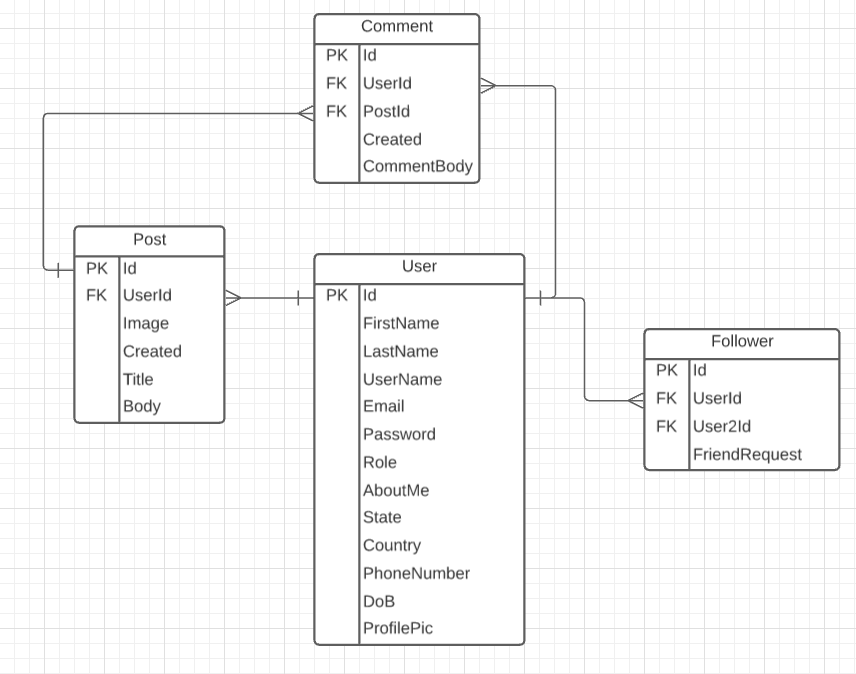 Comment
PK Id
FK UserId
FK PostId
Created
CommentBody
Post
PK Id
FK UserId
Image
Created
Title
Body
User
PK Id
FirstName
LastName
UserName
Email
Password
Role
AboutMe
State
Country
PhoneNumber
DoB
ProfilePic
Follower
PK Id
FK UserId
FK User2Id
FriendRequest